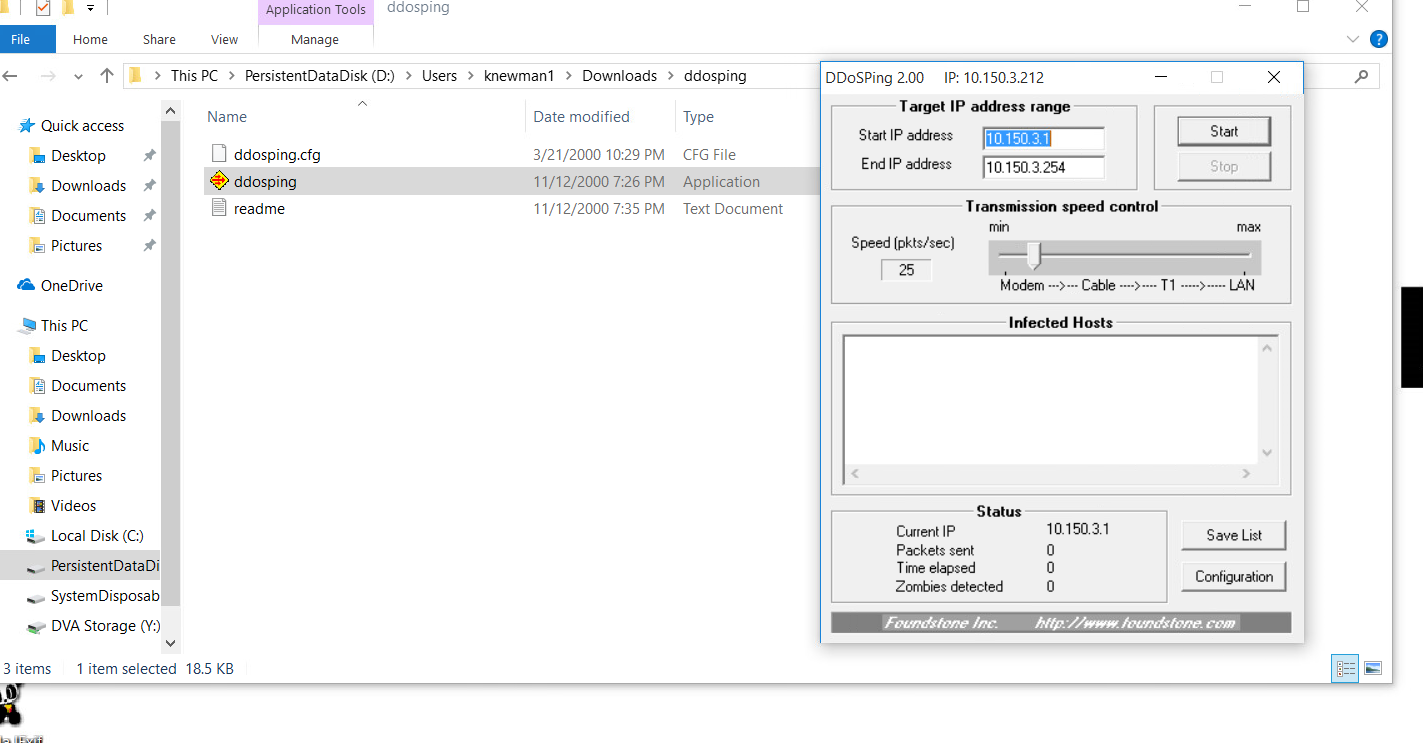 Application Tools ddosping
File Home Share View Manage
This PC > PersistentDataDisk (D:) > Users > knewman1 > Downloads > ddosping
Quick access
Desktop
Downloads
Documents
Pictures
OneDrive
This PC
Desktop
Documents
Downloads
Music
Pictures
Videos
Local Disk (C:)
PersistentDataDi
SystemDisposab
DVA Storage (Y:)
Name Date modified Type
ddosping.cfg 3/21/2000 10:29 PM CFG File
ddosping 11/12/2000 7:26 PM Application
readme 11/12/2000 7:35 PM Text Document
3 items 1 item selected 18.5 KB
DDoSPing 2.00 IP: 10.150.3.212
Target IP address range
Start IP address 10.150.3.1
End IP address 10.150.3.254
Start
Stop
Transmission speed control
min max
Speed (pkts/sec)
25
Modem --->--- Cable ---->---- T1 ----->----- LAN
Infected Hosts
Status
Current IP 10.150.3.1
Packets sent 0
Time elapsed 0
Zombies detected 0
Save List
Configuration
Foundstone Inc. http://www.foundstone.com